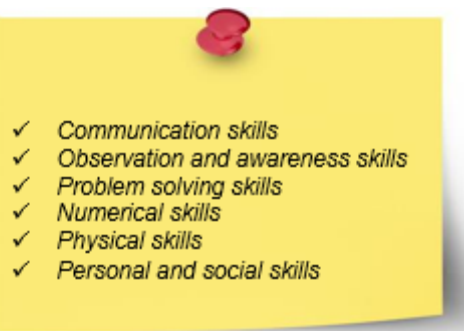 ✓ Communication skills
✓ Observation and awareness skills
✓ Problem solving skills
✓ Numerical skills
✓ Physical skills
✓ Personal and social skills